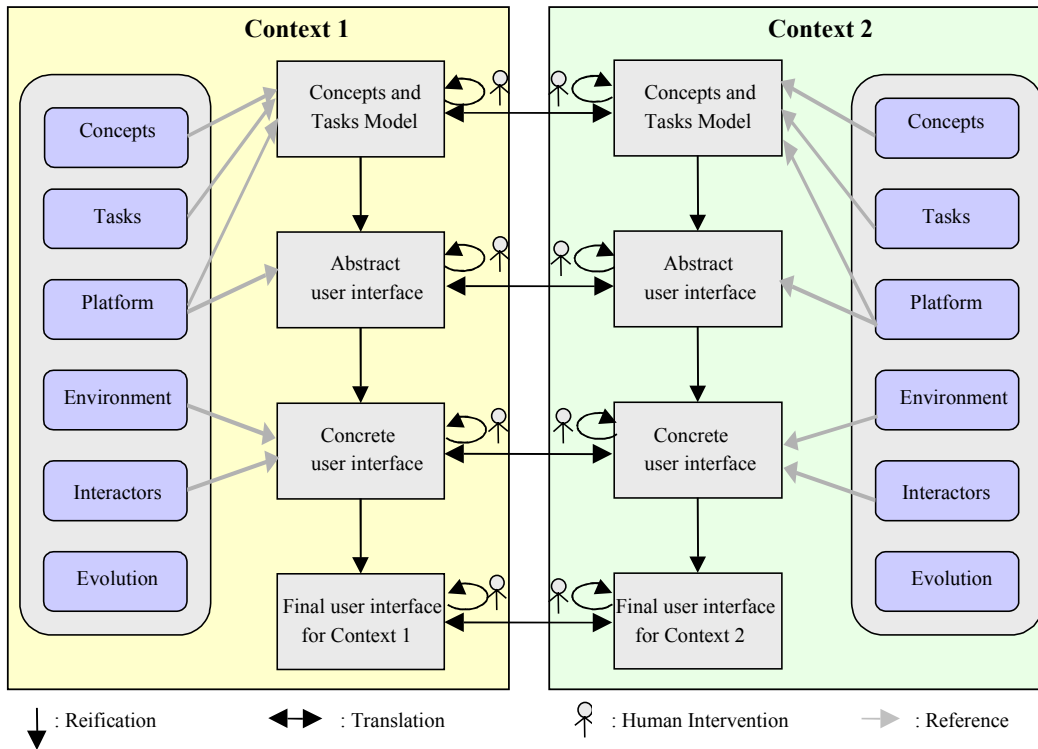 Context 1
Concepts
Tasks
Platform
Environment
Interactors
Evolution
Concepts and
Tasks Model
Abstract
user interface
Concrete
user interface
Final user interface
for Context 1
Context 2
Concepts and
Tasks Model
Abstract
user interface
Concrete
user interface
Final user interface
for Context 2
Concepts
Tasks
Platform
Environment
Interactors
Evolution
: Reification
: Translation
: Human Intervention
: Reference